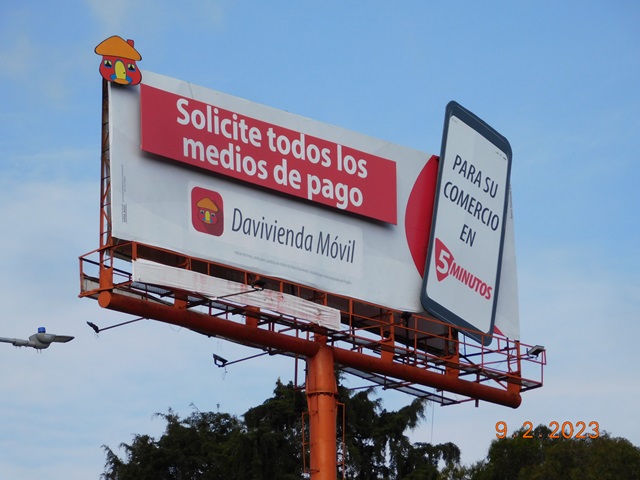 Solicite todos los
medios de pago
Davivienda Móvil
PARA SU
COMERCIO
EN
5 MINUTOS
9 2 2023